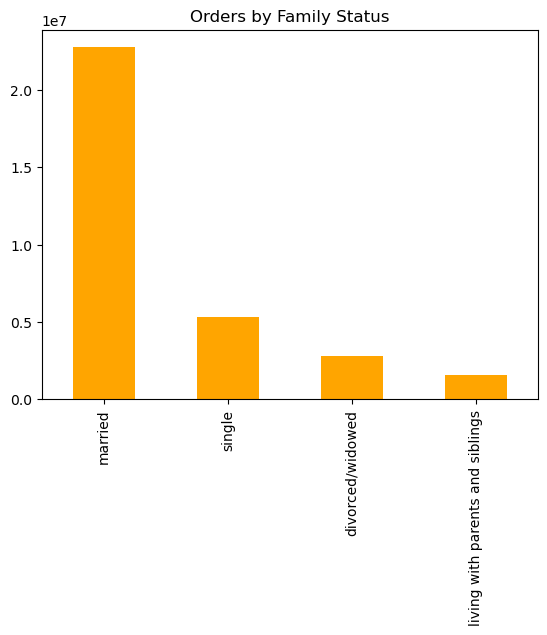 Orders by Family Status
1e7
2.0
1.5
1.0
0.5
0.0
married
single
divorced/widowed
living with parents and siblings